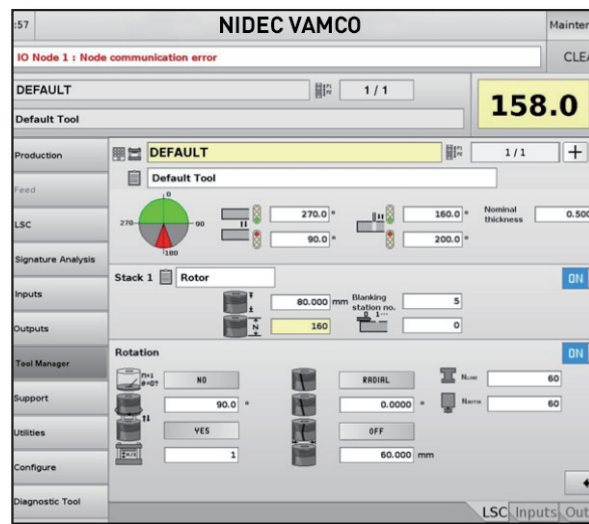 :57 NIDEC VAMCO Mainter
IO Node 1 : Node communication error CLEA
DEFAULT 1 / 1
158.0
Default Tool
Production
Feed
LSC
Signature Analysis
Inputs
Outputs
Tool Manager
Support
Utilities
Configure
Diagnostic Tool
DEFAULT 1/1 +
Default Tool
0
270 90
180
270.0 °
90.0 °
160.0 °
200.0 °
Nominal
thickness 0.500
Stack 1 Rotor ON
80.000 mm
N 160
Blanking
station no. 5
0 1... 0
Rotation ON
NO
90.0 °
YES
1
RADIAL
0.0000 °
OFF
60.000 mm
60
60
LSC Inputs Out